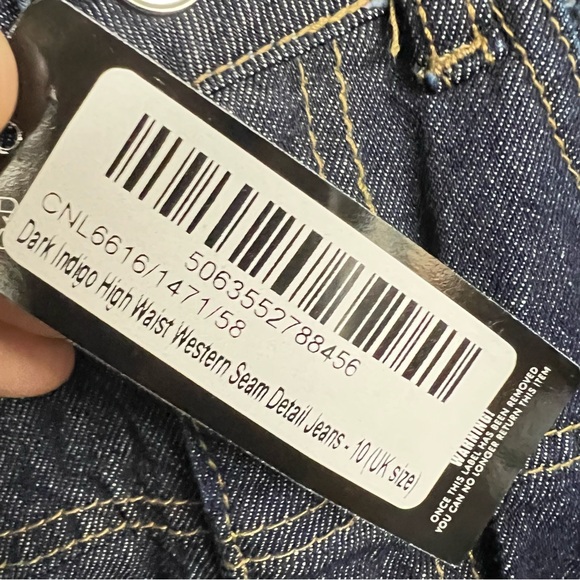 5063552788456
CNL6616/1471/58
Dark Indigo High Waist Western Seam Detail Jeans - 10 (UK size)
WARNING!
ONCE THIS LABEL HAS BEEN REMOVED
YOU CAN NO LONGER RETURN THIS ITEM